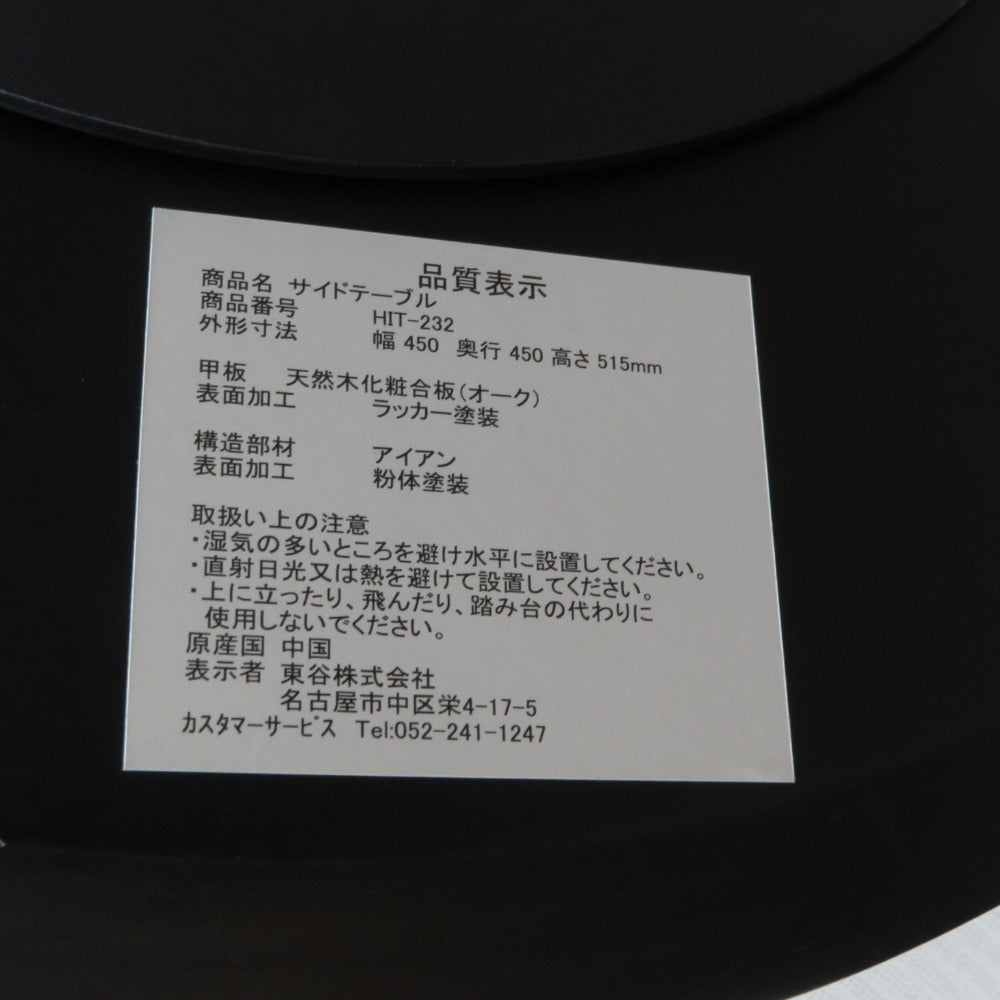 品質表示
商品名 サイドテーブル
商品番号 HIT-232
外形寸法 幅 450 奥行 450 高さ 515mm
甲板 天然木化粧合板(オーク)
表面加工 ラッカー塗装
構造部材 アイアン
表面加工 粉体塗装
取扱い上の注意
・湿気の多いところを避け水平に設置してください。
・直射日光又は熱を避けて設置してください。
・上に立ったり、飛んだり、踏み台の代わりに
使用しないでください。
原産国 中国
表示者 東谷株式会社
名古屋市中区栄4-17-5
カスタマーサービス Tel:052-241-1247